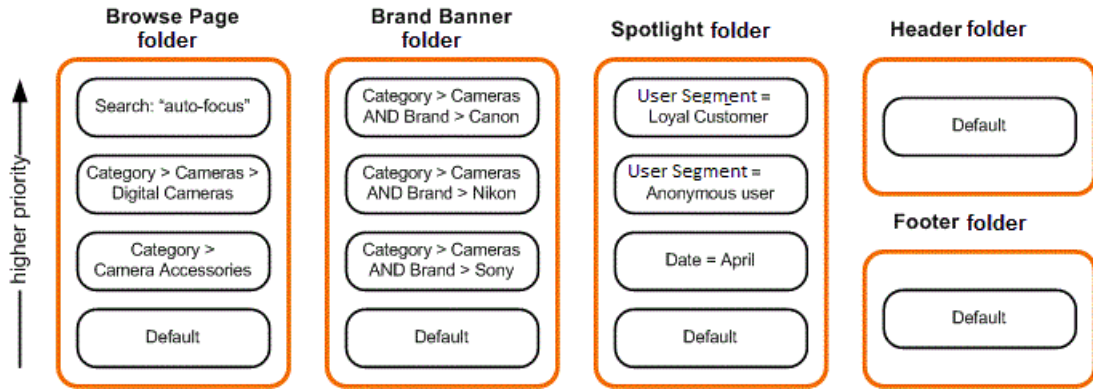 Browse Page
folder
Search: "auto-focus"
Category > Cameras >
Digital Cameras
Category >
Camera Accessories
Default
Brand Banner
folder
Category > Cameras
AND Brand > Canon
Category > Cameras
AND Brand > Nikon
Category > Cameras
AND Brand > Sony
Default
Spotlight folder
User Segment =
Loyal Customer
User Segment =
Anonymous user
Date = April
Default
Header folder
Default
Footer folder
Default
higher priority